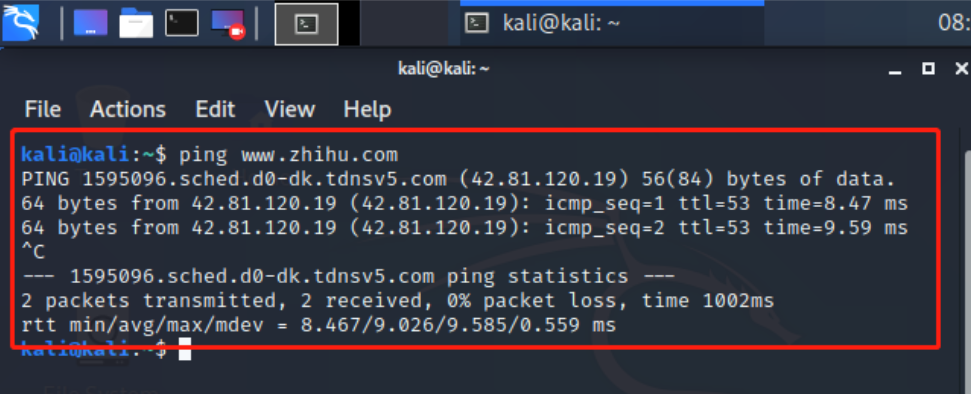 kali@kali: ~
08:
kali@kali: ~
File Actions Edit View Help
kali@kali:~$ ping www.zhihu.com
PING 1595096.sched.d0-dk.tdnsv5.com (42.81.120.19) 56(84) bytes of data.
64 bytes from 42.81.120.19 (42.81.120.19): icmp_seq=1 ttl=53 time=8.47 ms
64 bytes from 42.81.120.19 (42.81.120.19): icmp_seq=2 ttl=53 time=9.59 ms
^C
--- 1595096.sched.d0-dk.tdnsv5.com ping statistics ---
2 packets transmitted, 2 received, 0% packet loss, time 1002ms
rtt min/avg/max/mdev = 8.467/9.026/9.585/0.559 ms
kali@kali:~$
File System